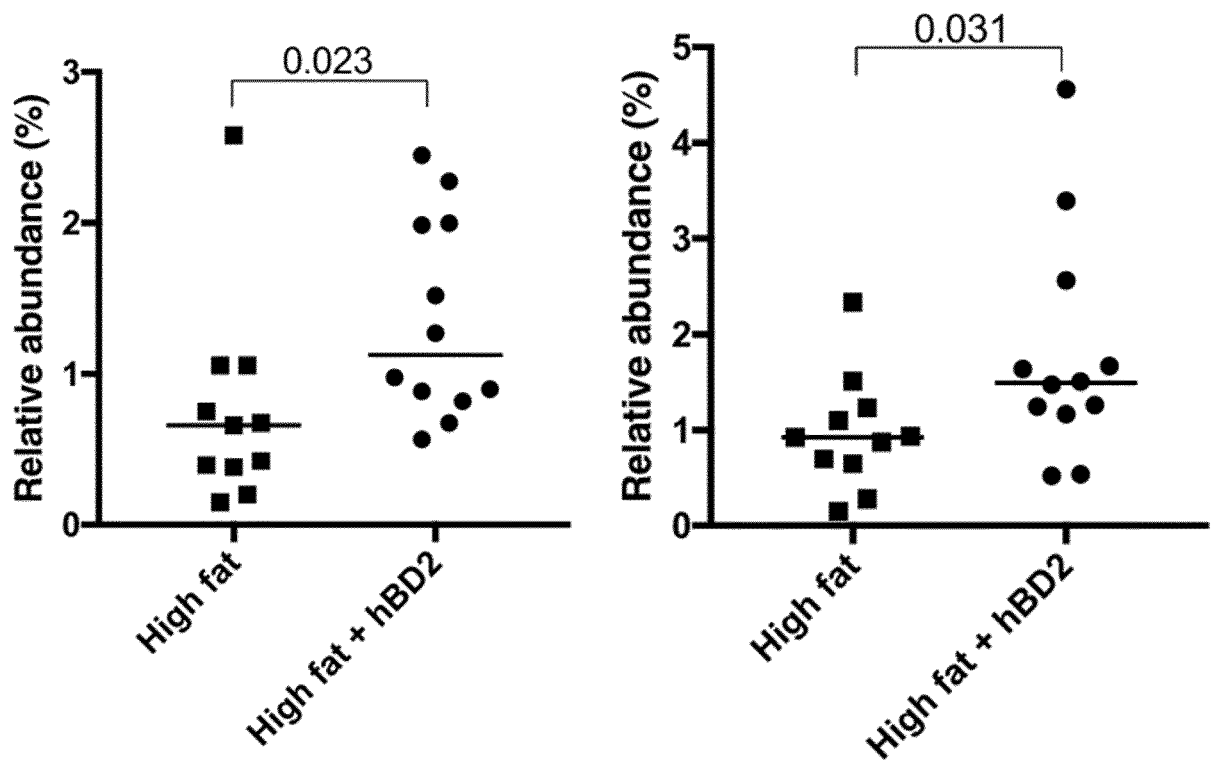 0.023
Relative abundance (%)
3
2
1
0
High fat
High fat + hBD2
0.031
Relative abundance (%)
5
4
3
2
1
0
High fat
High fat + hBD2